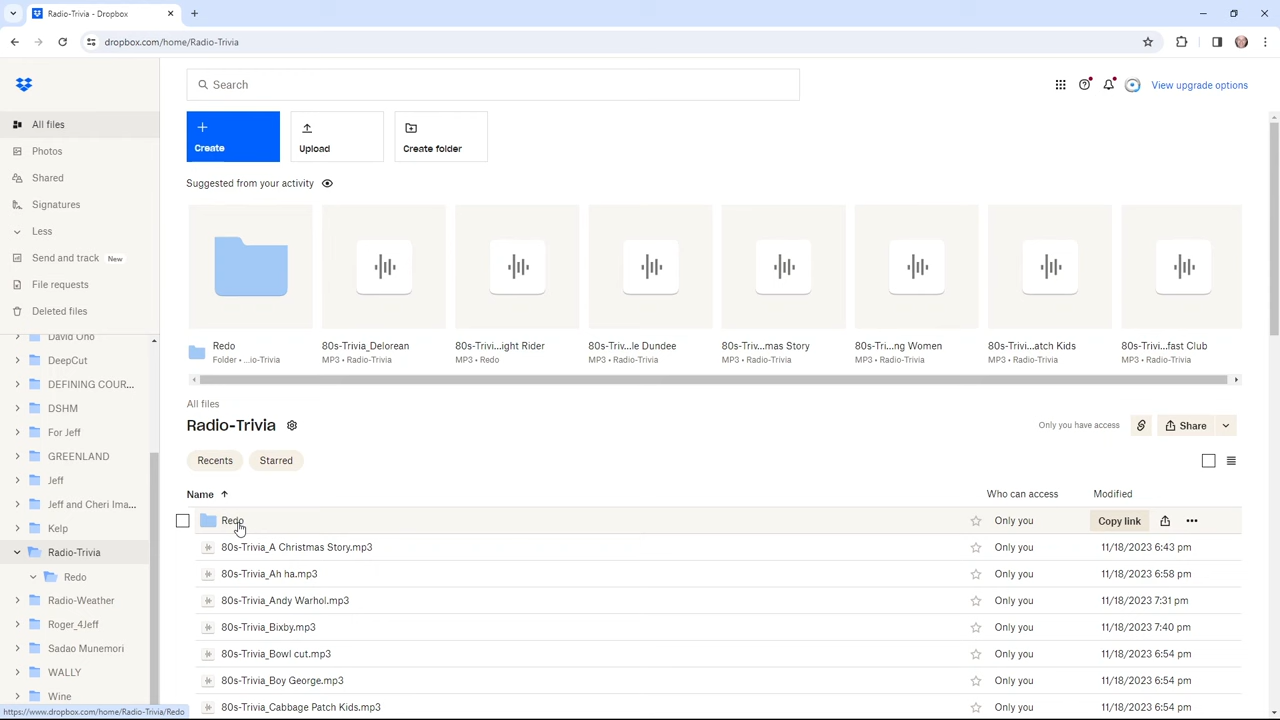 Radio-Trivia - Dropbox
dropbox.com/home/Radio-Trivia
Search
View upgrade options
All files
Photos
Shared
Signatures
Less
Send and track New
File requests
Deleted files
David Ono
DeepCut
DEFINING COUR...
DSHM
For Jeff
GREENLAND
Jeff
Jeff and Cheri Ima...
Kelp
Radio-Trivia
Redo
Radio-Weather
Roger_4Jeff
Sadao Munemori
WALLY
Wine
Create
Upload
Create folder
Suggested from your activity
Redo
Folder • ...io-Trivia
80s-Trivia_Delorean
MP3 • Radio-Trivia
80s-Triv...ight Rider
MP3 • Redo
80s-Triv...le Dundee
MP3 • Radio-Trivia
80s-Triv...mas Story
MP3 • Radio-Trivia
80s-Trivi...ng Women
MP3 • Radio-Trivia
80s-Trivi...atch Kids
MP3 • Radio-Trivia
80s-Trivi...fast Club
MP3 • Radio-Trivia
All files
Radio-Trivia
Only you have access
Share
Recents
Starred
Name Who can access Modified
Redo Only you Copy link
80s-Trivia_A Christmas Story.mp3 Only you 11/18/2023 6:43 pm
80s-Trivia_Ah ha.mp3 Only you 11/18/2023 6:58 pm
80s-Trivia_Andy Warhol.mp3 Only you 11/18/2023 7:31 pm
80s-Trivia_Bixby.mp3 Only you 11/18/2023 7:40 pm
80s-Trivia_Bowl cut.mp3 Only you 11/18/2023 6:54 pm
80s-Trivia_Boy George.mp3 Only you 11/18/2023 6:54 pm
80s-Trivia_Cabbage Patch Kids.mp3 Only you 11/18/2023 6:54 pm
https://www.dropbox.com/home/Radio-Trivia/Redo